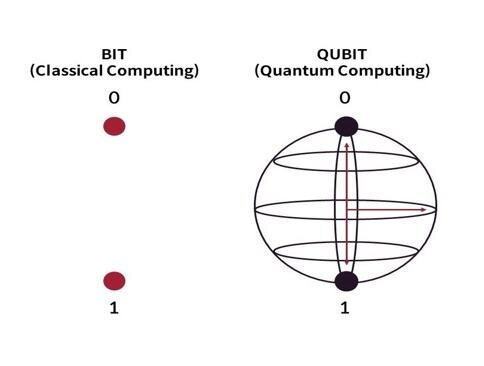 BIT
(Classical Computing)
0
1
QUBIT
(Quantum Computing)
0
1